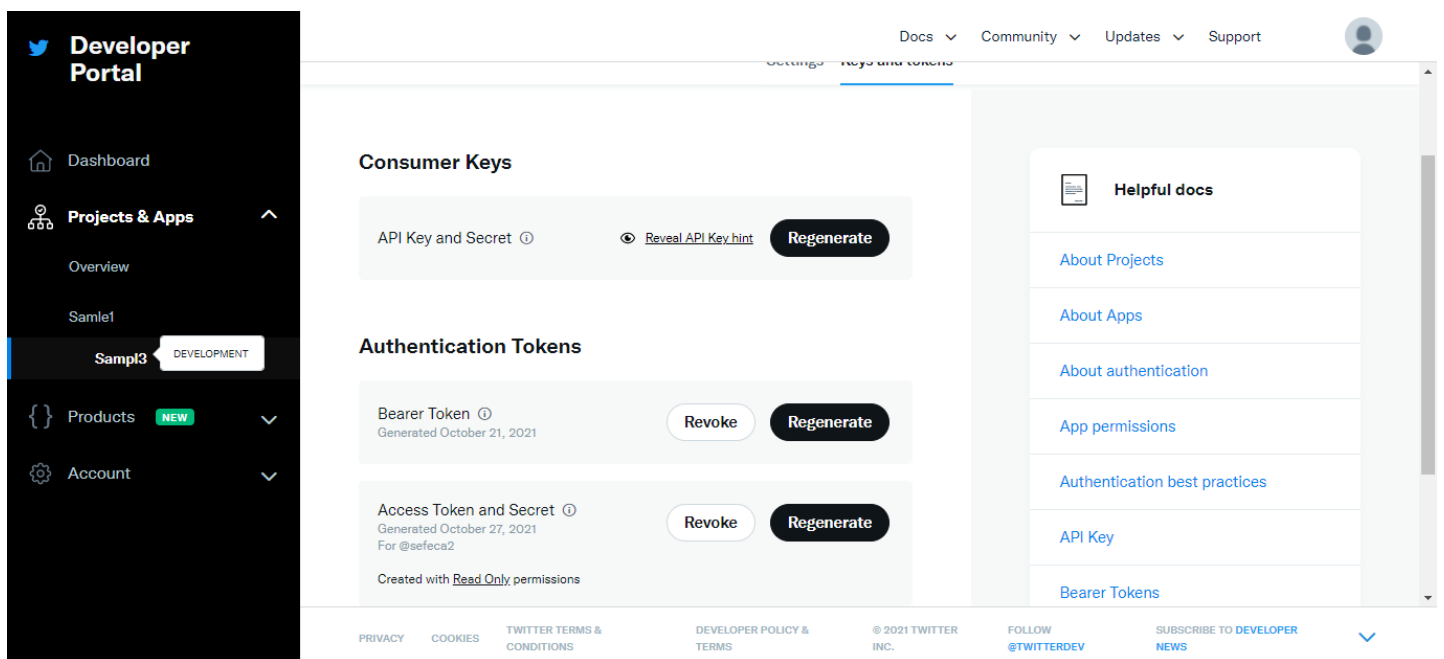 Developer
Portal
Dashboard
Projects & Apps
Overview
Samle1
Sampl3
DEVELOPMENT
Products NEW
Account
Docs Community Updates Support
Settings Keys and tokens
Consumer Keys
API Key and Secret Reveal API Key hint Regenerate
Authentication Tokens
Bearer Token
Generated October 21, 2021
Revoke Regenerate
Access Token and Secret
Generated October 27, 2021
For @sefeca2
Revoke Regenerate
Created with Read Only permissions
Helpful docs
About Projects
About Apps
About authentication
App permissions
Authentication best practices
API Key
Bearer Tokens
PRIVACY
COOKIES
TWITTER TERMS &
CONDITIONS
DEVELOPER POLICY &
TERMS
© 2021 TWITTER
INC.
FOLLOW
@TWITTERDEV
SUBSCRIBE TO DEVELOPER
NEWS